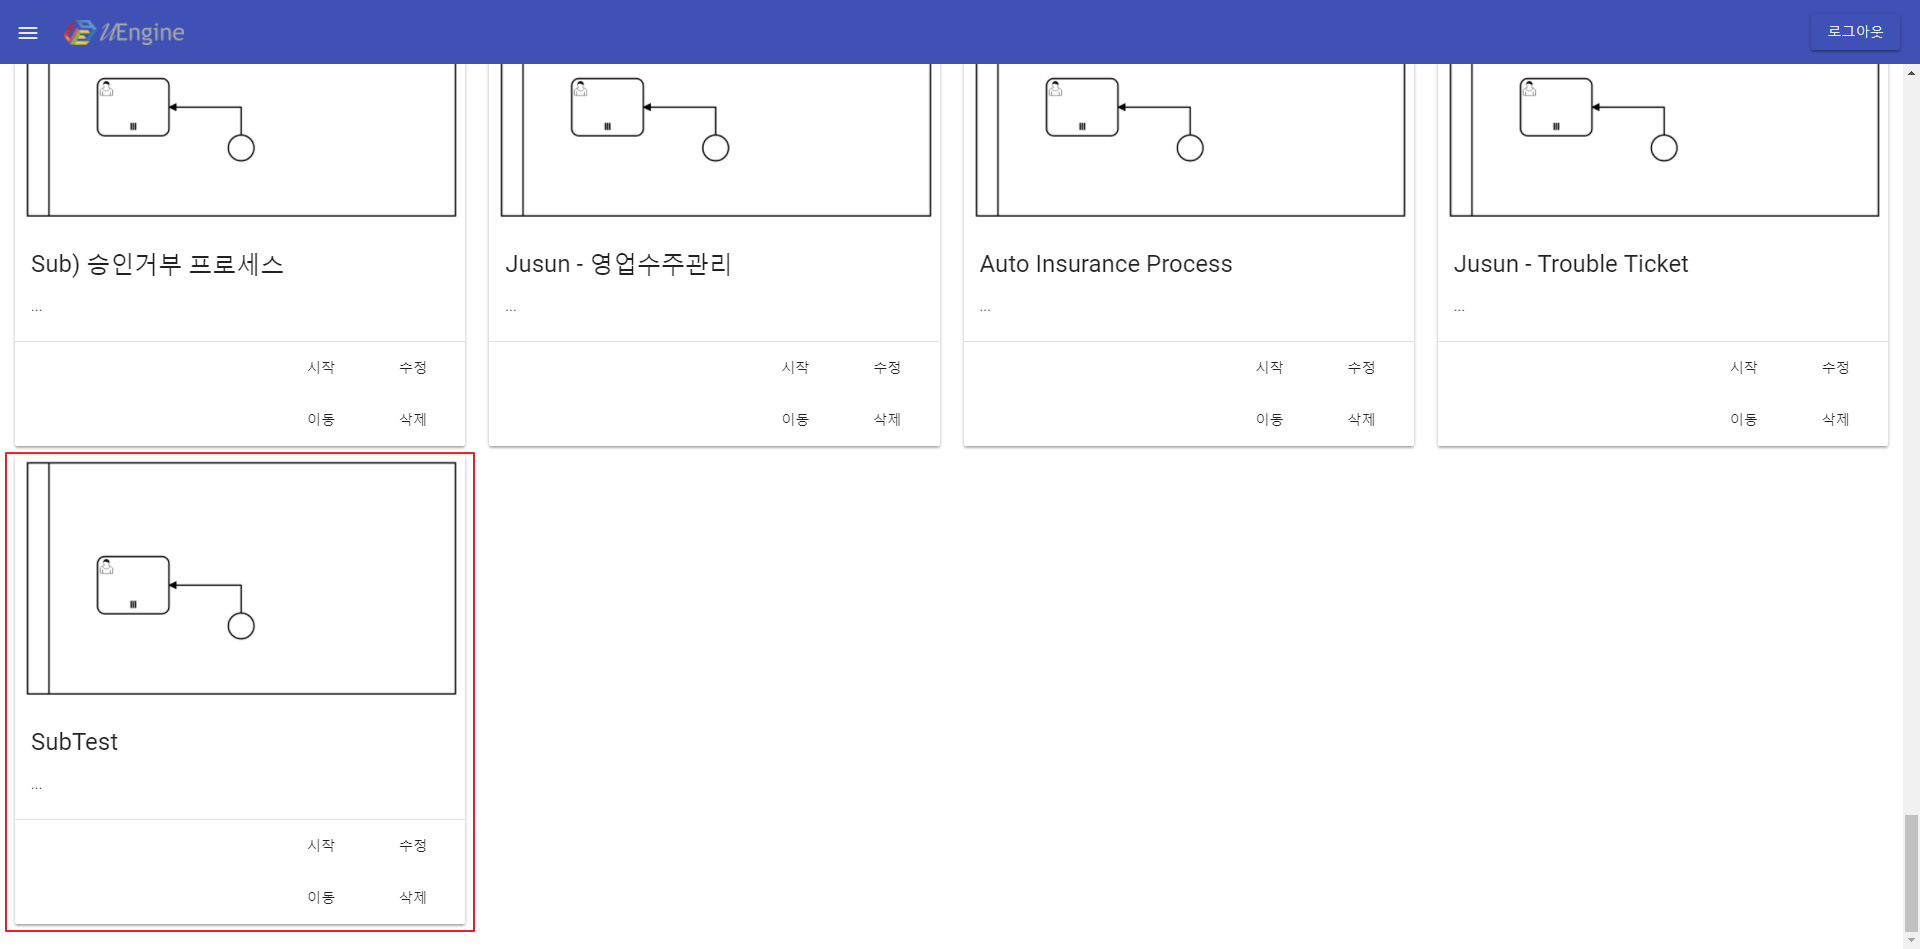 uEngine
로그아웃
Sub) 승인거부 프로세스
Jusun - 영업수주관리
Auto Insurance Process
Jusun - Trouble Ticket
...
...
...
...
시작 수정
시작 수정
시작 수정
시작 수정
이동 삭제
이동 삭제
이동 삭제
이동 삭제
SubTest
...
시작 수정
이동 삭제